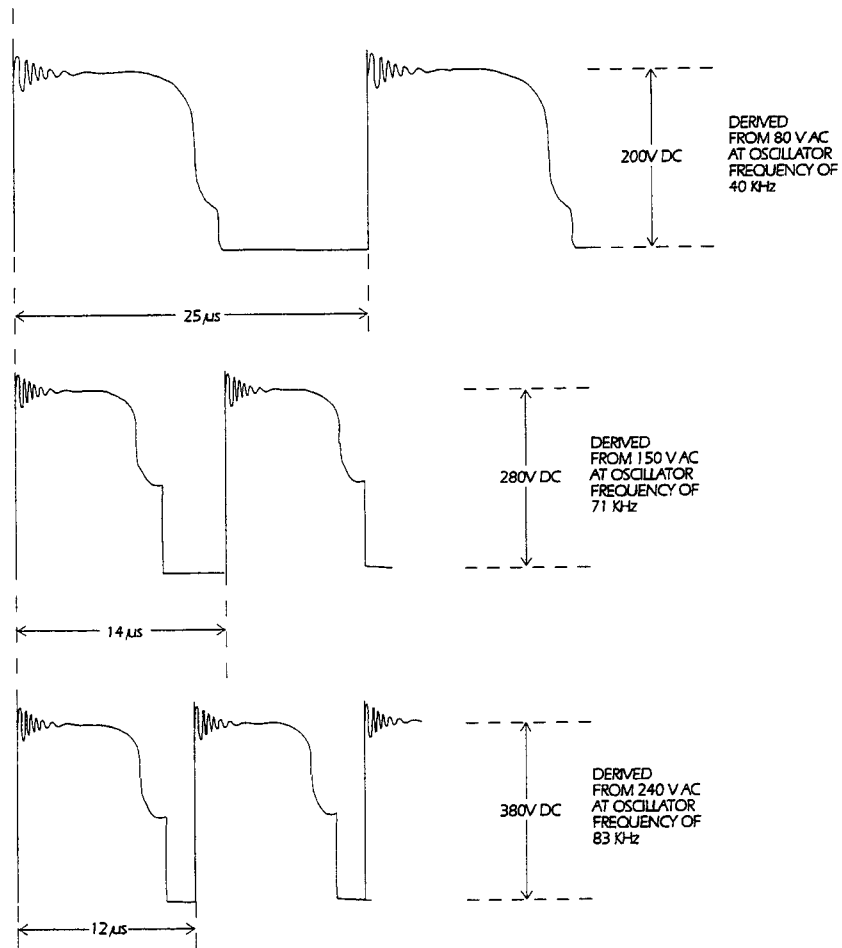 200V DC
DERIVED
FROM 80 V AC
AT OSCILLATOR
FREQUENCY OF
40 KHz
25 µs
280V DC
DERIVED
FROM 150 V AC
AT OSCILLATOR
FREQUENCY OF
71 KHz
14 µs
380V DC
DERIVED
FROM 240 V AC
AT OSCILLATOR
FREQUENCY OF
83 KHz
12 µs